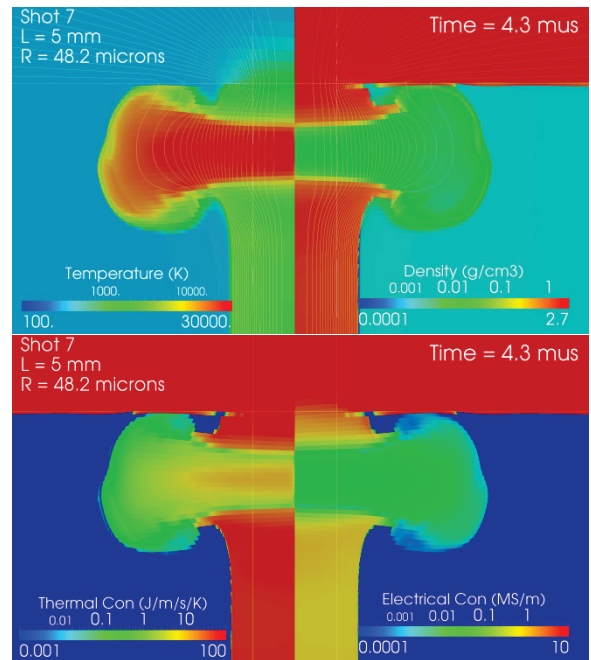 Shot 7
L = 5 mm
R = 48.2 microns
Time = 4.3 mus
Temperature (K)
1000. 10000.
100. 30000.
Density (g/cm3)
0.001 0.01 0.1 1
0.0001 2.7
Shot 7
L = 5 mm
R = 48.2 microns
Time = 4.3 mus
Thermal Con (J/m/s/K)
0.01 0.1 1 10
0.001 100
Electrical Con (MS/m)
0.001 0.01 0.1 1
0.0001 10